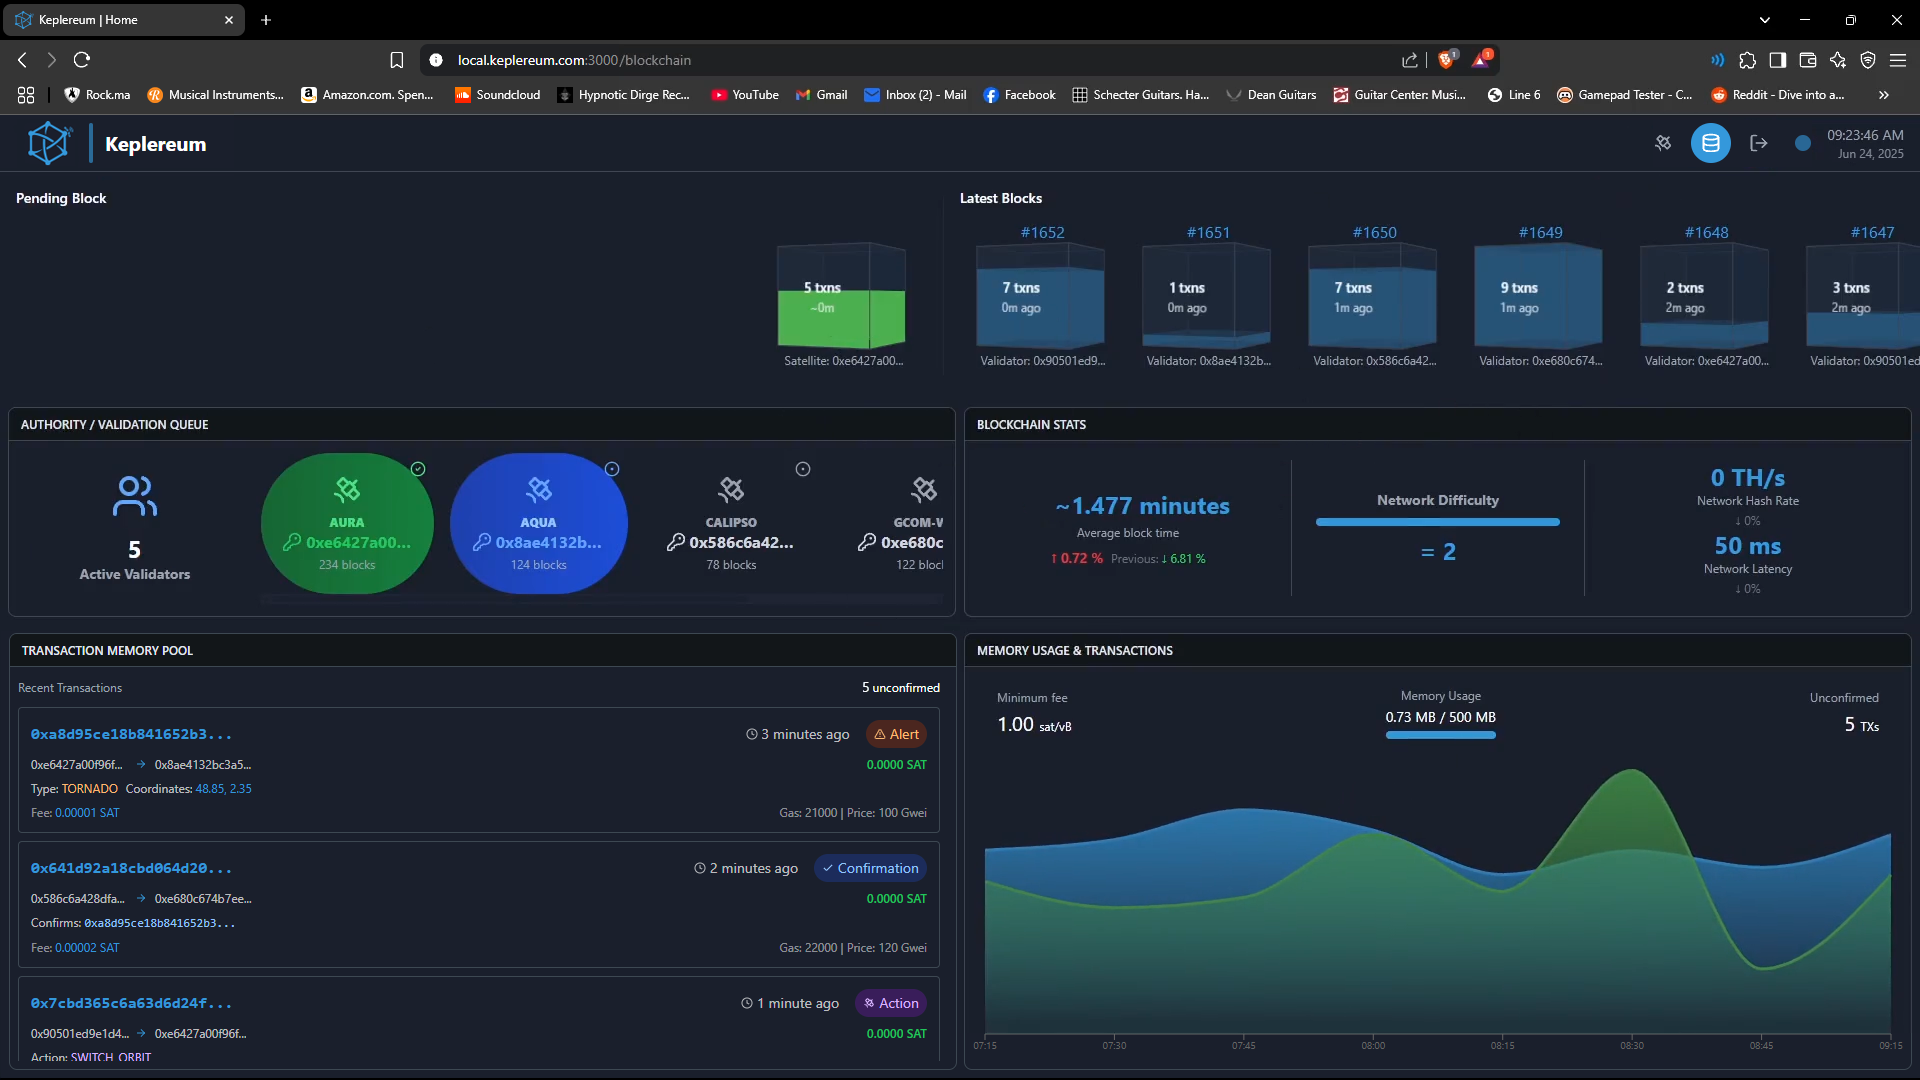 Keplereum | Home
local.keplereum.com:3000/blockchain
Rock.ma
Musical Instruments...
Amazon.com. Spen...
Soundcloud
Hypnotic Dirge Rec...
YouTube
Gmail
Inbox (2) - Mail
Facebook
Schecter Guitars. Ha...
Dean Guitars
Guitar Center: Musi...
Line 6
Gamepad Tester - C...
Reddit - Dive into a...
Keplereum
09:23:46 AM
Jun 24, 2025
Pending Block
5 txns
~0m
Satellite: 0xe6427a00...
Latest Blocks
#1652
7 txns
0m ago
Validator: 0x90501ed9...
#1651
1 txns
0m ago
Validator: 0x8ae4132b...
#1650
7 txns
1m ago
Validator: 0x586c6a42...
#1649
9 txns
1m ago
Validator: 0xe680c674...
#1648
2 txns
2m ago
Validator: 0xe6427a00...
#1647
3 txns
2m ago
Validator: 0x90501ed
AUTHORITY / VALIDATION QUEUE
5
Active Validators
AURA
0xe6427a00...
234 blocks
AQUA
0x8ae4132b...
124 blocks
CALIPSO
0x586c6a42...
78 blocks
GCOM-W
0xe680c
122 block
BLOCKCHAIN STATS
~1.477 minutes
Average block time
↑ 0.72 % Previous: ↓ 6.81 %
Network Difficulty
= 2
0 TH/s
Network Hash Rate
↓ 0%
50 ms
Network Latency
↓ 0%
TRANSACTION MEMORY POOL
Recent Transactions
5 unconfirmed
0xa8d95ce18b841652b3...
3 minutes ago
Alert
0xe6427a00f96f... → 0x8ae4132bc3a5...
0.0000 SAT
Type: TORNADO Coordinates: 48.85, 2.35
Fee: 0.00001 SAT
Gas: 21000 | Price: 100 Gwei
0x641d92a18cbd064d20...
2 minutes ago
Confirmation
0x586c6a428dfa... → 0xe680c674b7ee...
0.0000 SAT
Confirms: 0xa8d95ce18b841652b3...
Fee: 0.00002 SAT
Gas: 22000 | Price: 120 Gwei
0x7cbd365c6a63d6d24f...
1 minute ago
Action
0x90501ed9e1d4... → 0xe6427a00f96f...
0.0000 SAT
Action: SWITCH_ORBIT
MEMORY USAGE & TRANSACTIONS
Minimum fee
1.00 sat/vB
Memory Usage
0.73 MB / 500 MB
Unconfirmed
5 TXs
07:15 07:30 07:45 08:00 08:15 08:30 08:45 09:15